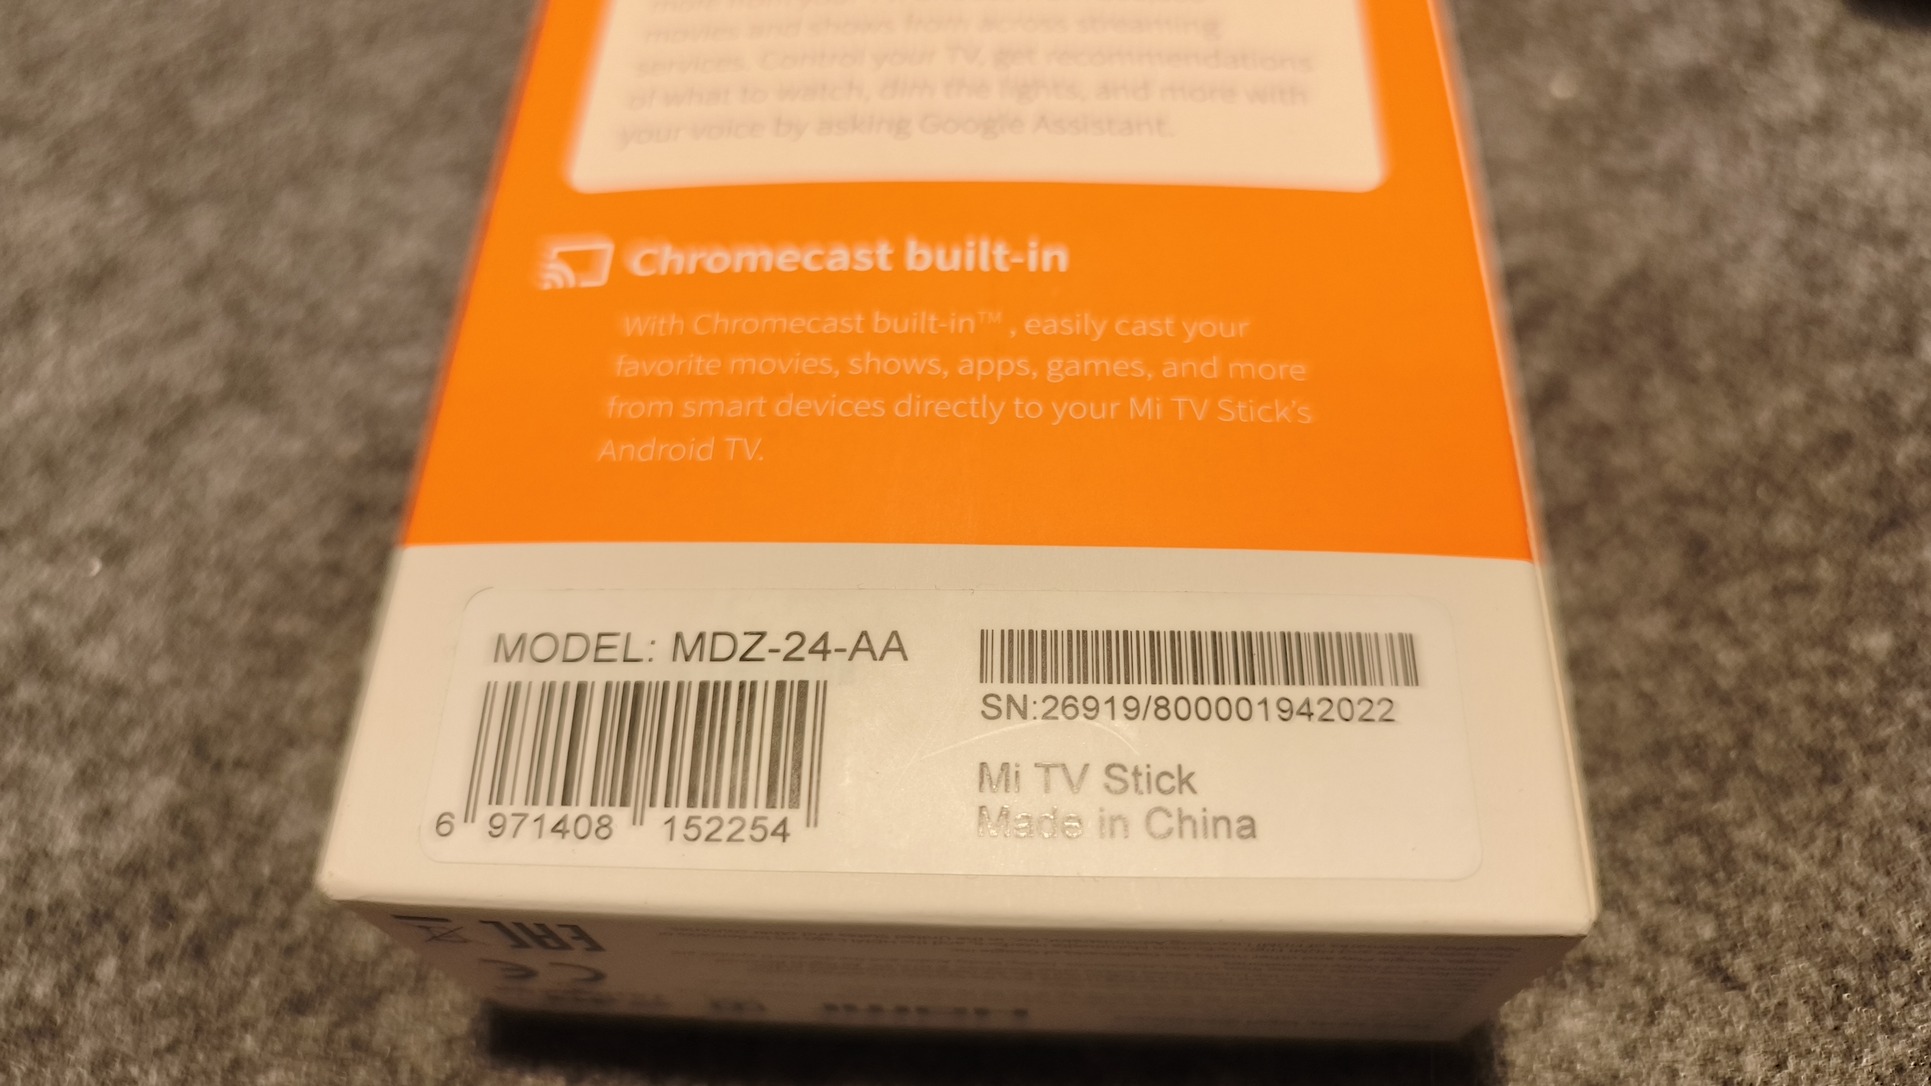 movies and shows from across streaming
services. Control your TV, get recommendations
of what to watch, dim the lights, and more with
your voice by asking Google Assistant.
Chromecast built-in
With Chromecast built-in™, easily cast your
favorite movies, shows, apps, games, and more
from smart devices directly to your Mi TV Stick's
Android TV.
MODEL: MDZ-24-AA
6 971408 152254
SN:26919/800001942022
Mi TV Stick
Made in China
EAC
CE
HDMI